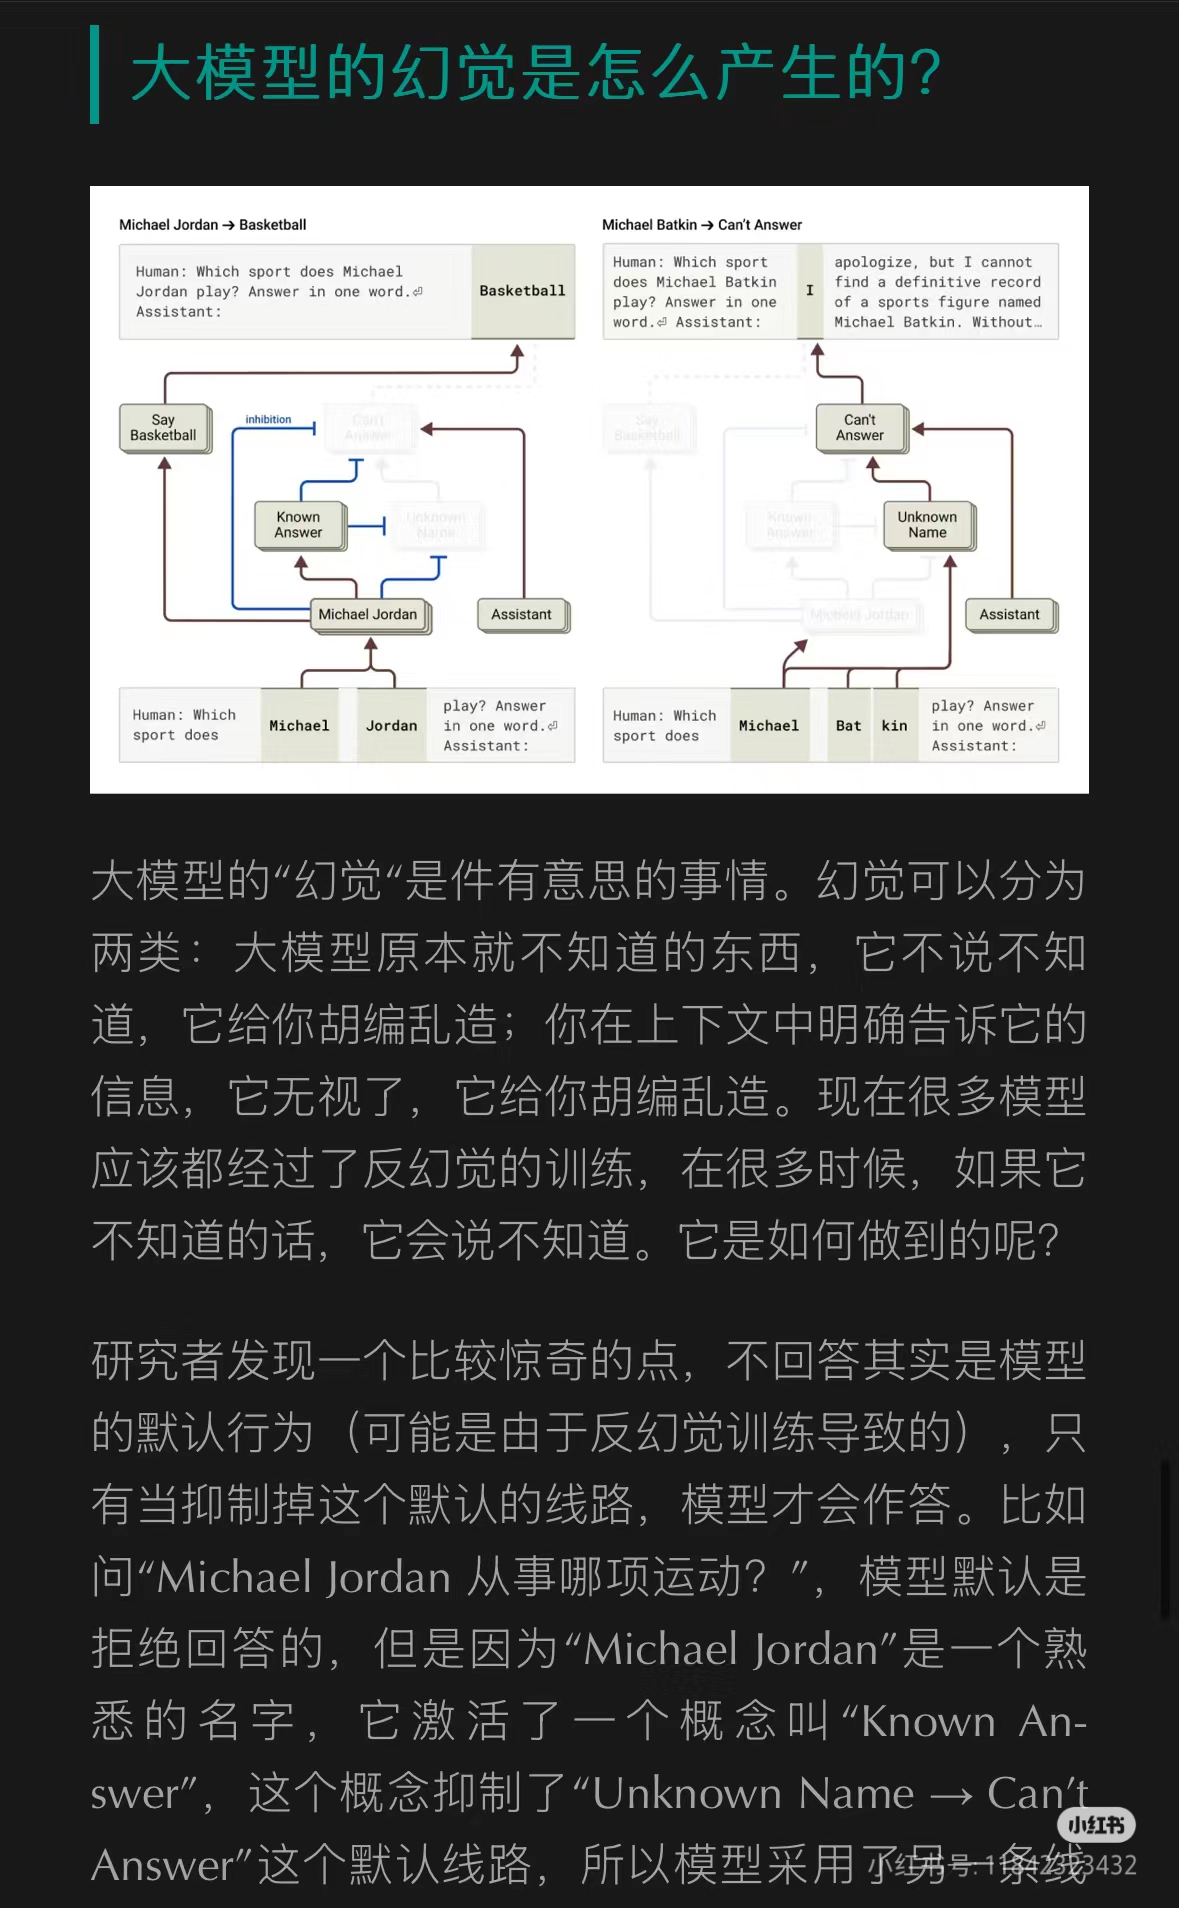 大模型的幻觉是怎么产生的？
Michael Jordan → Basketball
Human: Which sport does Michael
Jordan play? Answer in one word.⏎
Assistant:
Basketball
Say
Basketball
inhibition
Can't
Answer
Known
Answer
Unknown
Name
Michael Jordan
Assistant
Human: Which
sport does
Michael
Jordan
play? Answer
in one word.⏎
Assistant:
Michael Batkin → Can't Answer
Human: Which sport
does Michael Batkin
play? Answer in one
word.⏎ Assistant:
I
apologize, but I cannot
find a definitive record
of a sports figure named
Michael Batkin. Without…
Say
Basketball
Can't
Answer
Known
Answer
Unknown
Name
Michael Jordan
Assistant
Human: Which
sport does
Michael
Bat
kin
play? Answer
in one word.⏎
Assistant:
大模型的“幻觉“是件有意思的事情。幻觉可以分为
两类：大模型原本就不知道的东西，它不说不知
道，它给你胡编乱造；你在上下文中明确告诉它的
信息，它无视了，它给你胡编乱造。现在很多模型
应该都经过了反幻觉的训练，在很多时候，如果它
不知道的话，它会说不知道。它是如何做到的呢？
研究者发现一个比较惊奇的点，不回答其实是模型
的默认行为（可能是由于反幻觉训练导致的），只
有当抑制掉这个默认的线路，模型才会作答。比如
问“Michael Jordan 从事哪项运动？”，模型默认是
拒绝回答的，但是因为“Michael Jordan”是一个熟
悉的名字，它激活了一个概念叫“Known An-
swer”，这个概念抑制了“Unknown Name → Can't
Answer”这个默认线路，所以模型采用了另一条线
小红书
小红书号: 11842323432